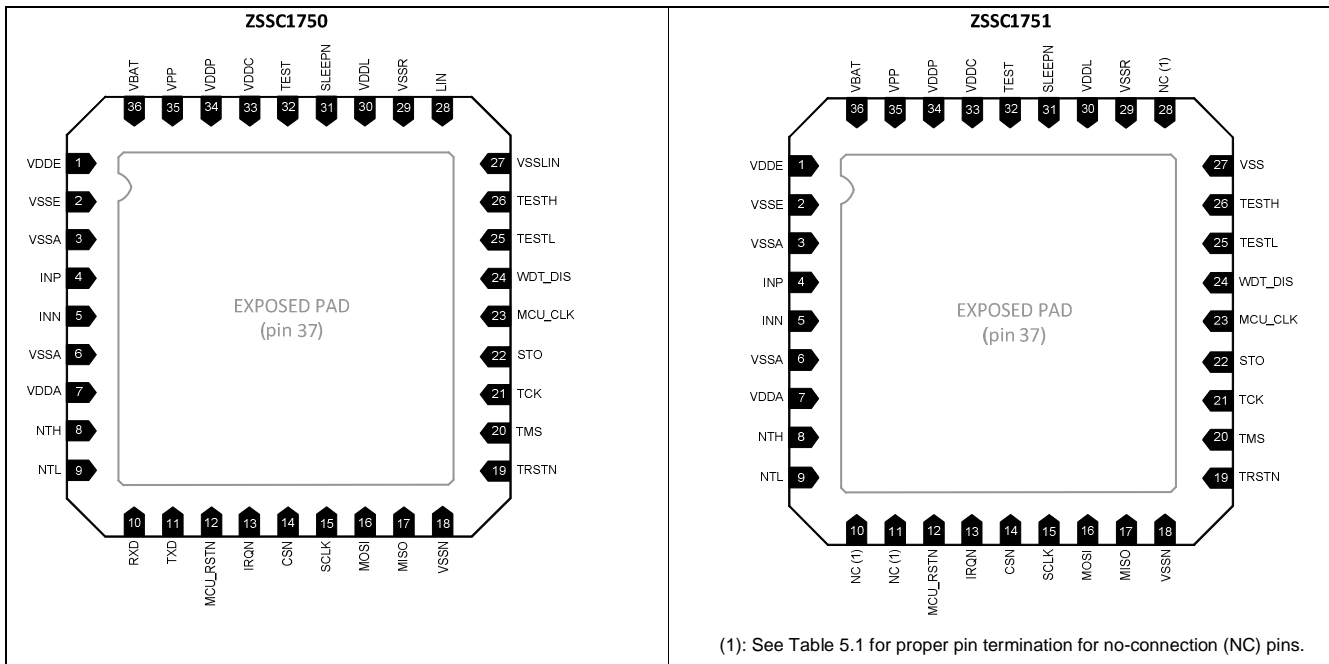 ZSSC1750
VBAT
VPP
VDDP
VDDC
TEST
SLEEPN
VDDL
VSSR
LIN
36
35
34
33
32
31
30
29
28
VDDE 1
VSSE 2
VSSA 3
INP 4
INN 5
VSSA 6
VDDA 7
NTH 8
NTL 9
EXPOSED PAD
(pin 37)
27 VSSLIN
26 TESTH
25 TESTL
24 WDT_DIS
23 MCU_CLK
22 STO
21 TCK
20 TMS
19 TRSTN
10
11
12
13
14
15
16
17
18
RXD
TXD
MCU_RSTN
IRQN
CSN
SCLK
MOSI
MISO
VSSN
ZSSC1751
VBAT
VPP
VDDP
VDDC
TEST
SLEEPN
VDDL
VSSR
NC (1)
36
35
34
33
32
31
30
29
28
VDDE 1
VSSE 2
VSSA 3
INP 4
INN 5
VSSA 6
VDDA 7
NTH 8
NTL 9
EXPOSED PAD
(pin 37)
27 VSS
26 TESTH
25 TESTL
24 WDT_DIS
23 MCU_CLK
22 STO
21 TCK
20 TMS
19 TRSTN
10
11
12
13
14
15
16
17
18
NC (1)
NC (1)
MCU_RSTN
IRQN
CSN
SCLK
MOSI
MISO
VSSN
(1): See Table 5.1 for proper pin termination for no-connection (NC) pins.